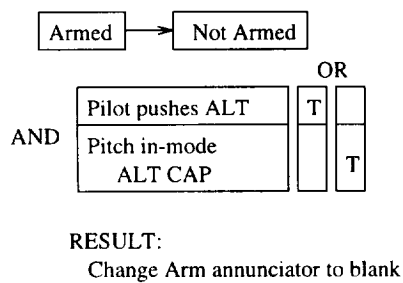 Armed Not Armed
OR
Pilot pushes ALT T
AND Pitch in-mode
ALT CAP T
RESULT:
Change Arm annunciator to blank